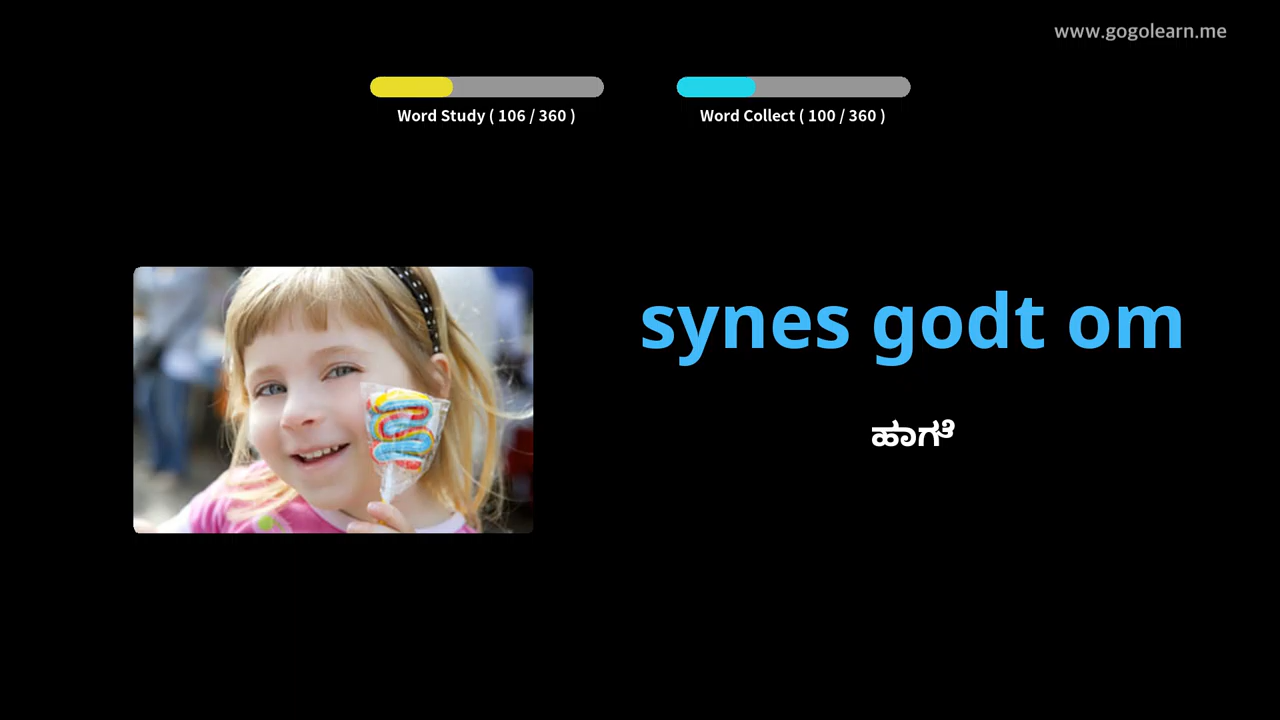 www.gogolearn.me
Word Study ( 106 / 360 )
Word Collect ( 100 / 360 )
synes godt om
ಹಾಗೆ